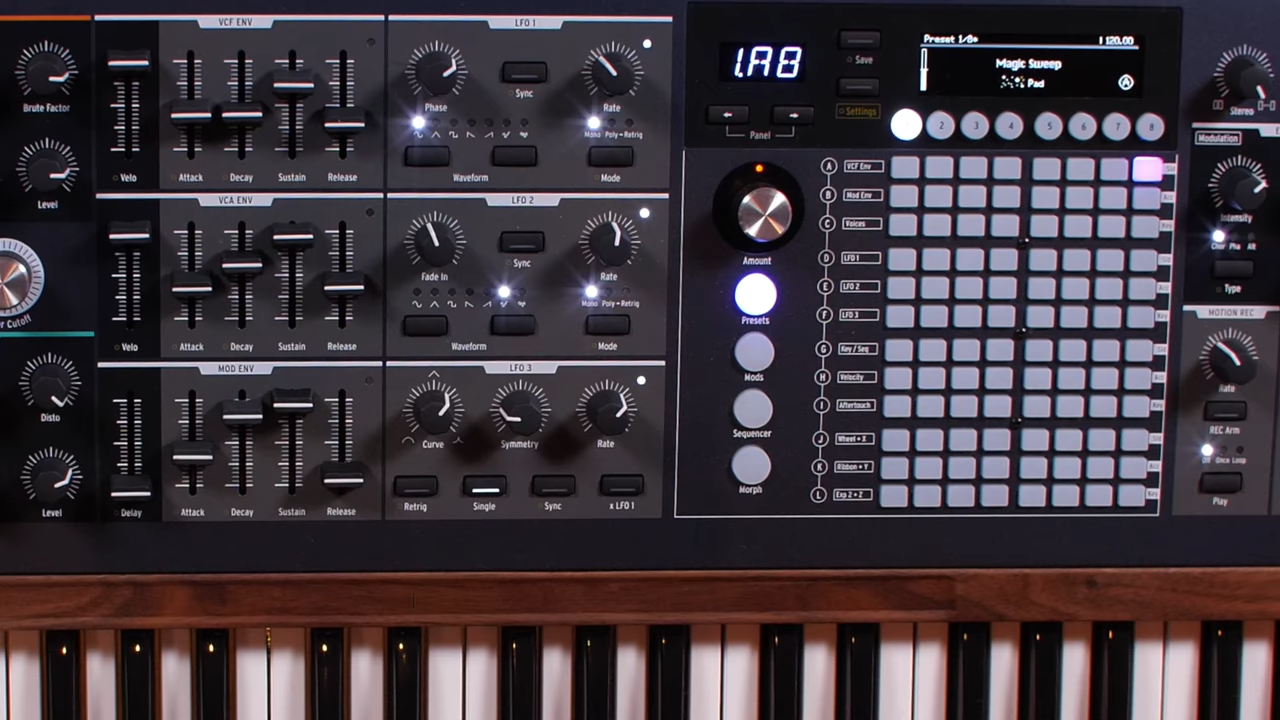 VCF ENV
Brute Factor
Level
Velo
Attack
Decay
Sustain
Release
LFO 1
Phase
Sync
Rate
Mono Poly Retrig
Waveform
Mode
VCA ENV
Velo
Attack
Decay
Sustain
Release
LFO 2
Fade In
Sync
Rate
Mono Poly Retrig
Waveform
Mode
MOD ENV
Disto
Level
Delay
Attack
Decay
Sustain
Release
LFO 3
Curve
Symmetry
Rate
Retrig
Single
Sync
x LFO 1
1.A8
Save
Settings
Panel
120.00
Magic Sweep
Pad
A
2 3 4 5 6 7 8
Amount
Presets
Mods
Sequencer
Morph
A VCF Env
B Mod Env
C Voices
D LFO 1
E LFO 2
F LFO 3
G Key / Seq
H Velocity
I Aftertouch
J Wheel + X
K Ribbon + Y
L Exp 2 + Z
Stereo
Modulation
Intensity
Type
MOTION REC
Rate
REC Arm
Off Once Loop
Play